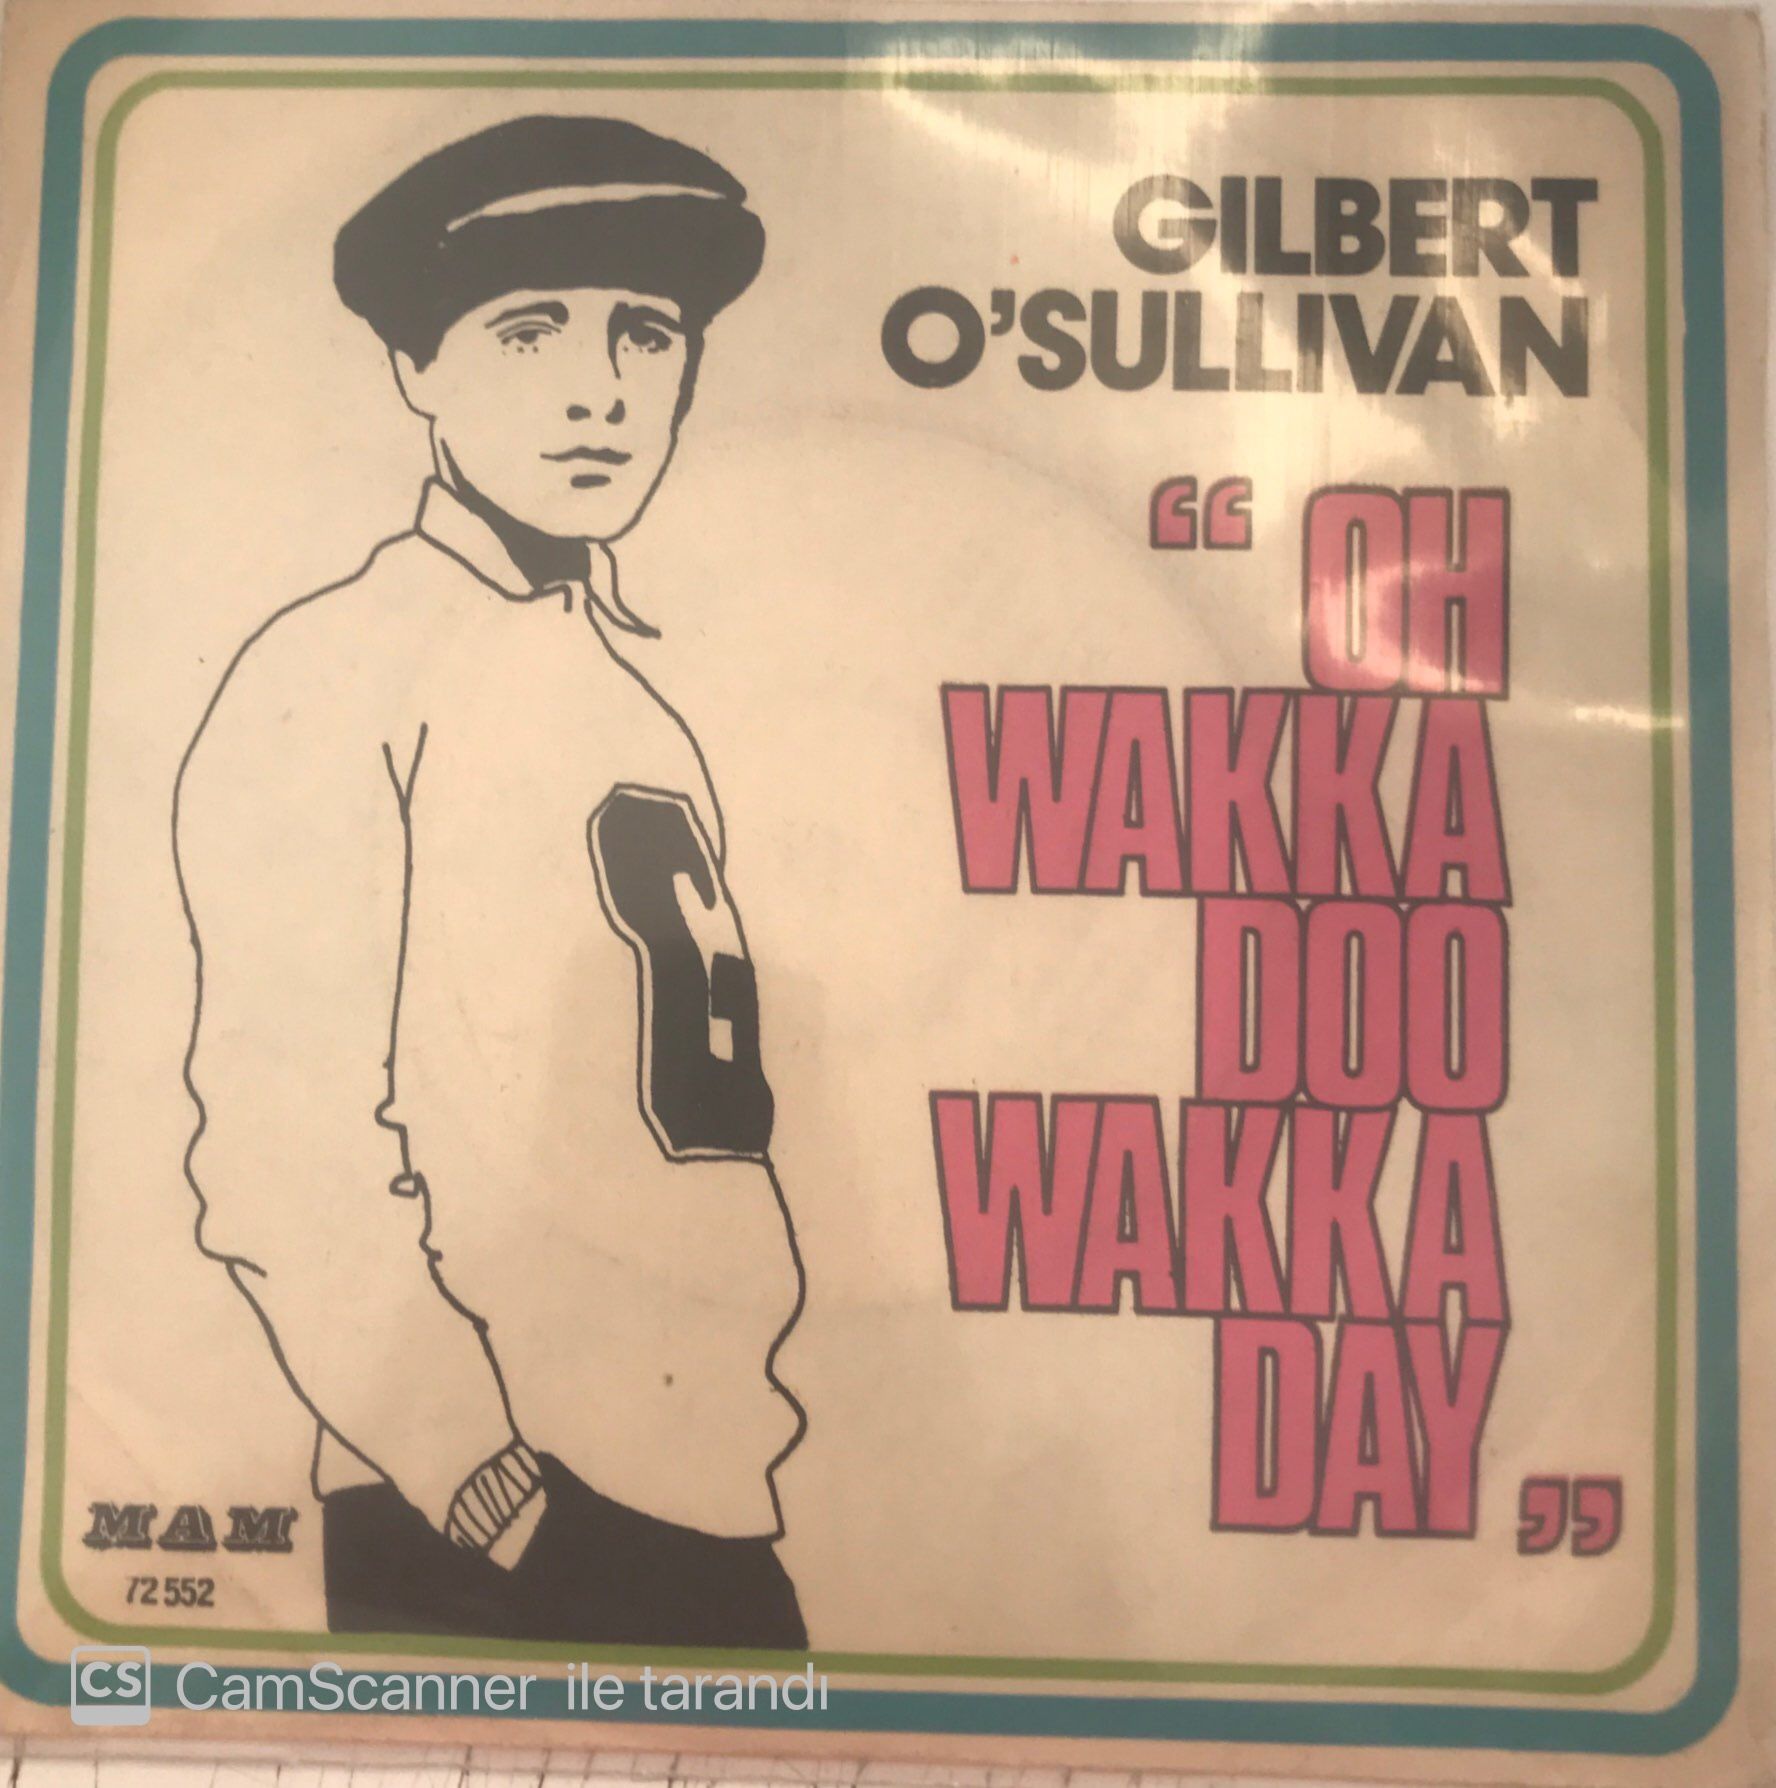 GILBERT
O'SULLIVAN
“ OH
WAKKA
DOO
WAKKA
DAY ”
G
MAM
72 552
CS CamScanner ile tarandı